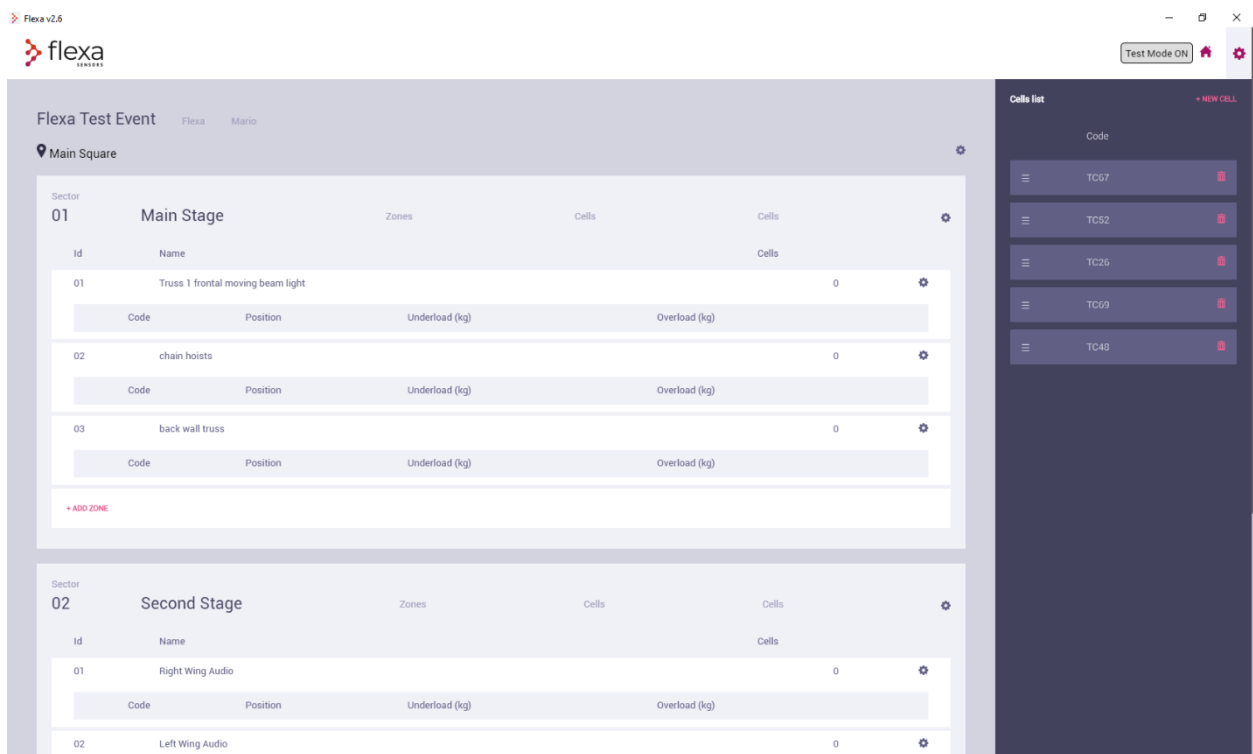 Flexa v2.6
flexa
SENSORS
Test Mode ON
Flexa Test Event Flexa Mario
Main Square
Sector
01 Main Stage Zones Cells Cells
Id Name Cells
01 Truss 1 frontal moving beam light 0
Code Position Underload (kg) Overload (kg)
02 chain hoists 0
Code Position Underload (kg) Overload (kg)
03 back wall truss 0
Code Position Underload (kg) Overload (kg)
+ ADD ZONE
Sector
02 Second Stage Zones Cells Cells
Id Name Cells
01 Right Wing Audio 0
Code Position Underload (kg) Overload (kg)
02 Left Wing Audio 0
Cells list + NEW CELL
Code
TC67
TC52
TC26
TC69
TC48